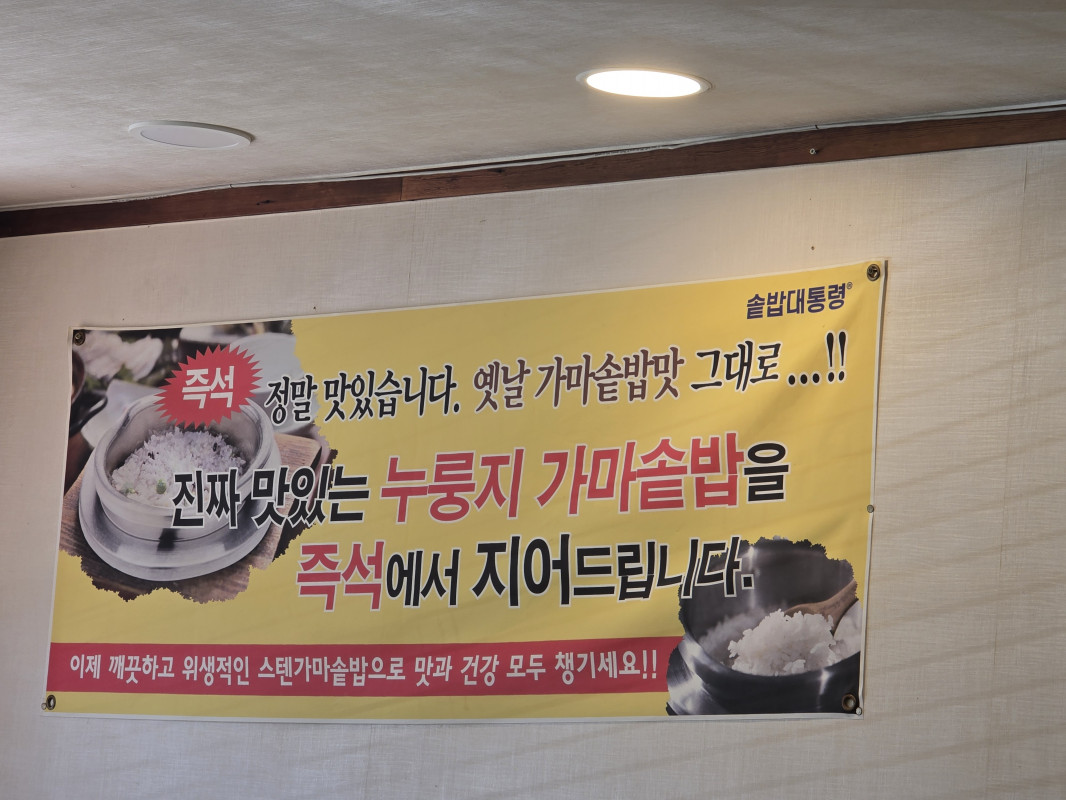 솥밥대통령®
즉석
정말 맛있습니다. 옛날 가마솥밥맛 그대로...!!
진짜 맛있는 누룽지 가마솥밥을
즉석에서 지어드립니다.
이제 깨끗하고 위생적인 스텐가마솥밥으로 맛과 건강 모두 챙기세요!!